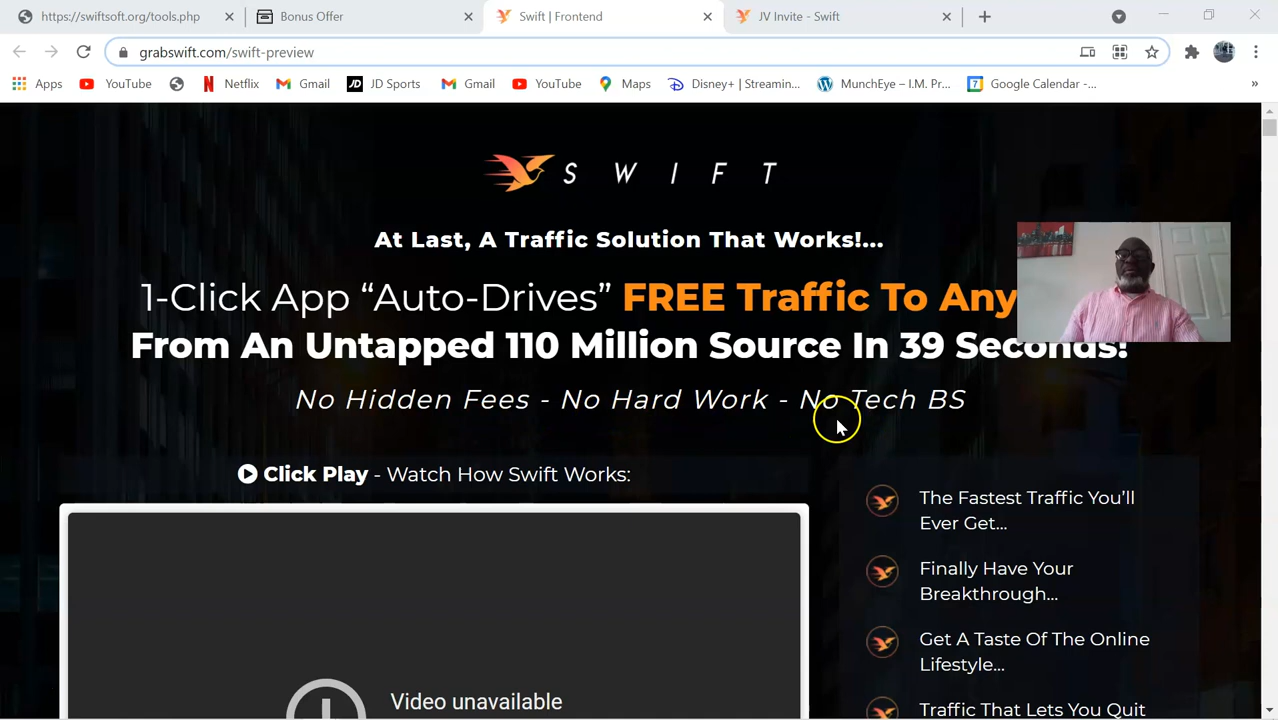 https://swiftsoft.org/tools.php
Bonus Offer
Swift | Frontend
JV Invite - Swift
grabswift.com/swift-preview
Apps
YouTube
Netflix
Gmail
JD
JD Sports
Gmail
YouTube
Maps
Disney+ | Streamin...
MunchEye – I.M. Pr...
7
Google Calendar -...
»
SWIFT
At Last, A Traffic Solution That Works!...
1-Click App “Auto-Drives” FREE Traffic To Any
From An Untapped 110 Million Source In 39 Seconds!
No Hidden Fees - No Hard Work - No Tech BS
Click Play - Watch How Swift Works:
Video unavailable
The Fastest Traffic You’ll
Ever Get...
Finally Have Your
Breakthrough...
Get A Taste Of The Online
Lifestyle...
Traffic That Lets You Quit